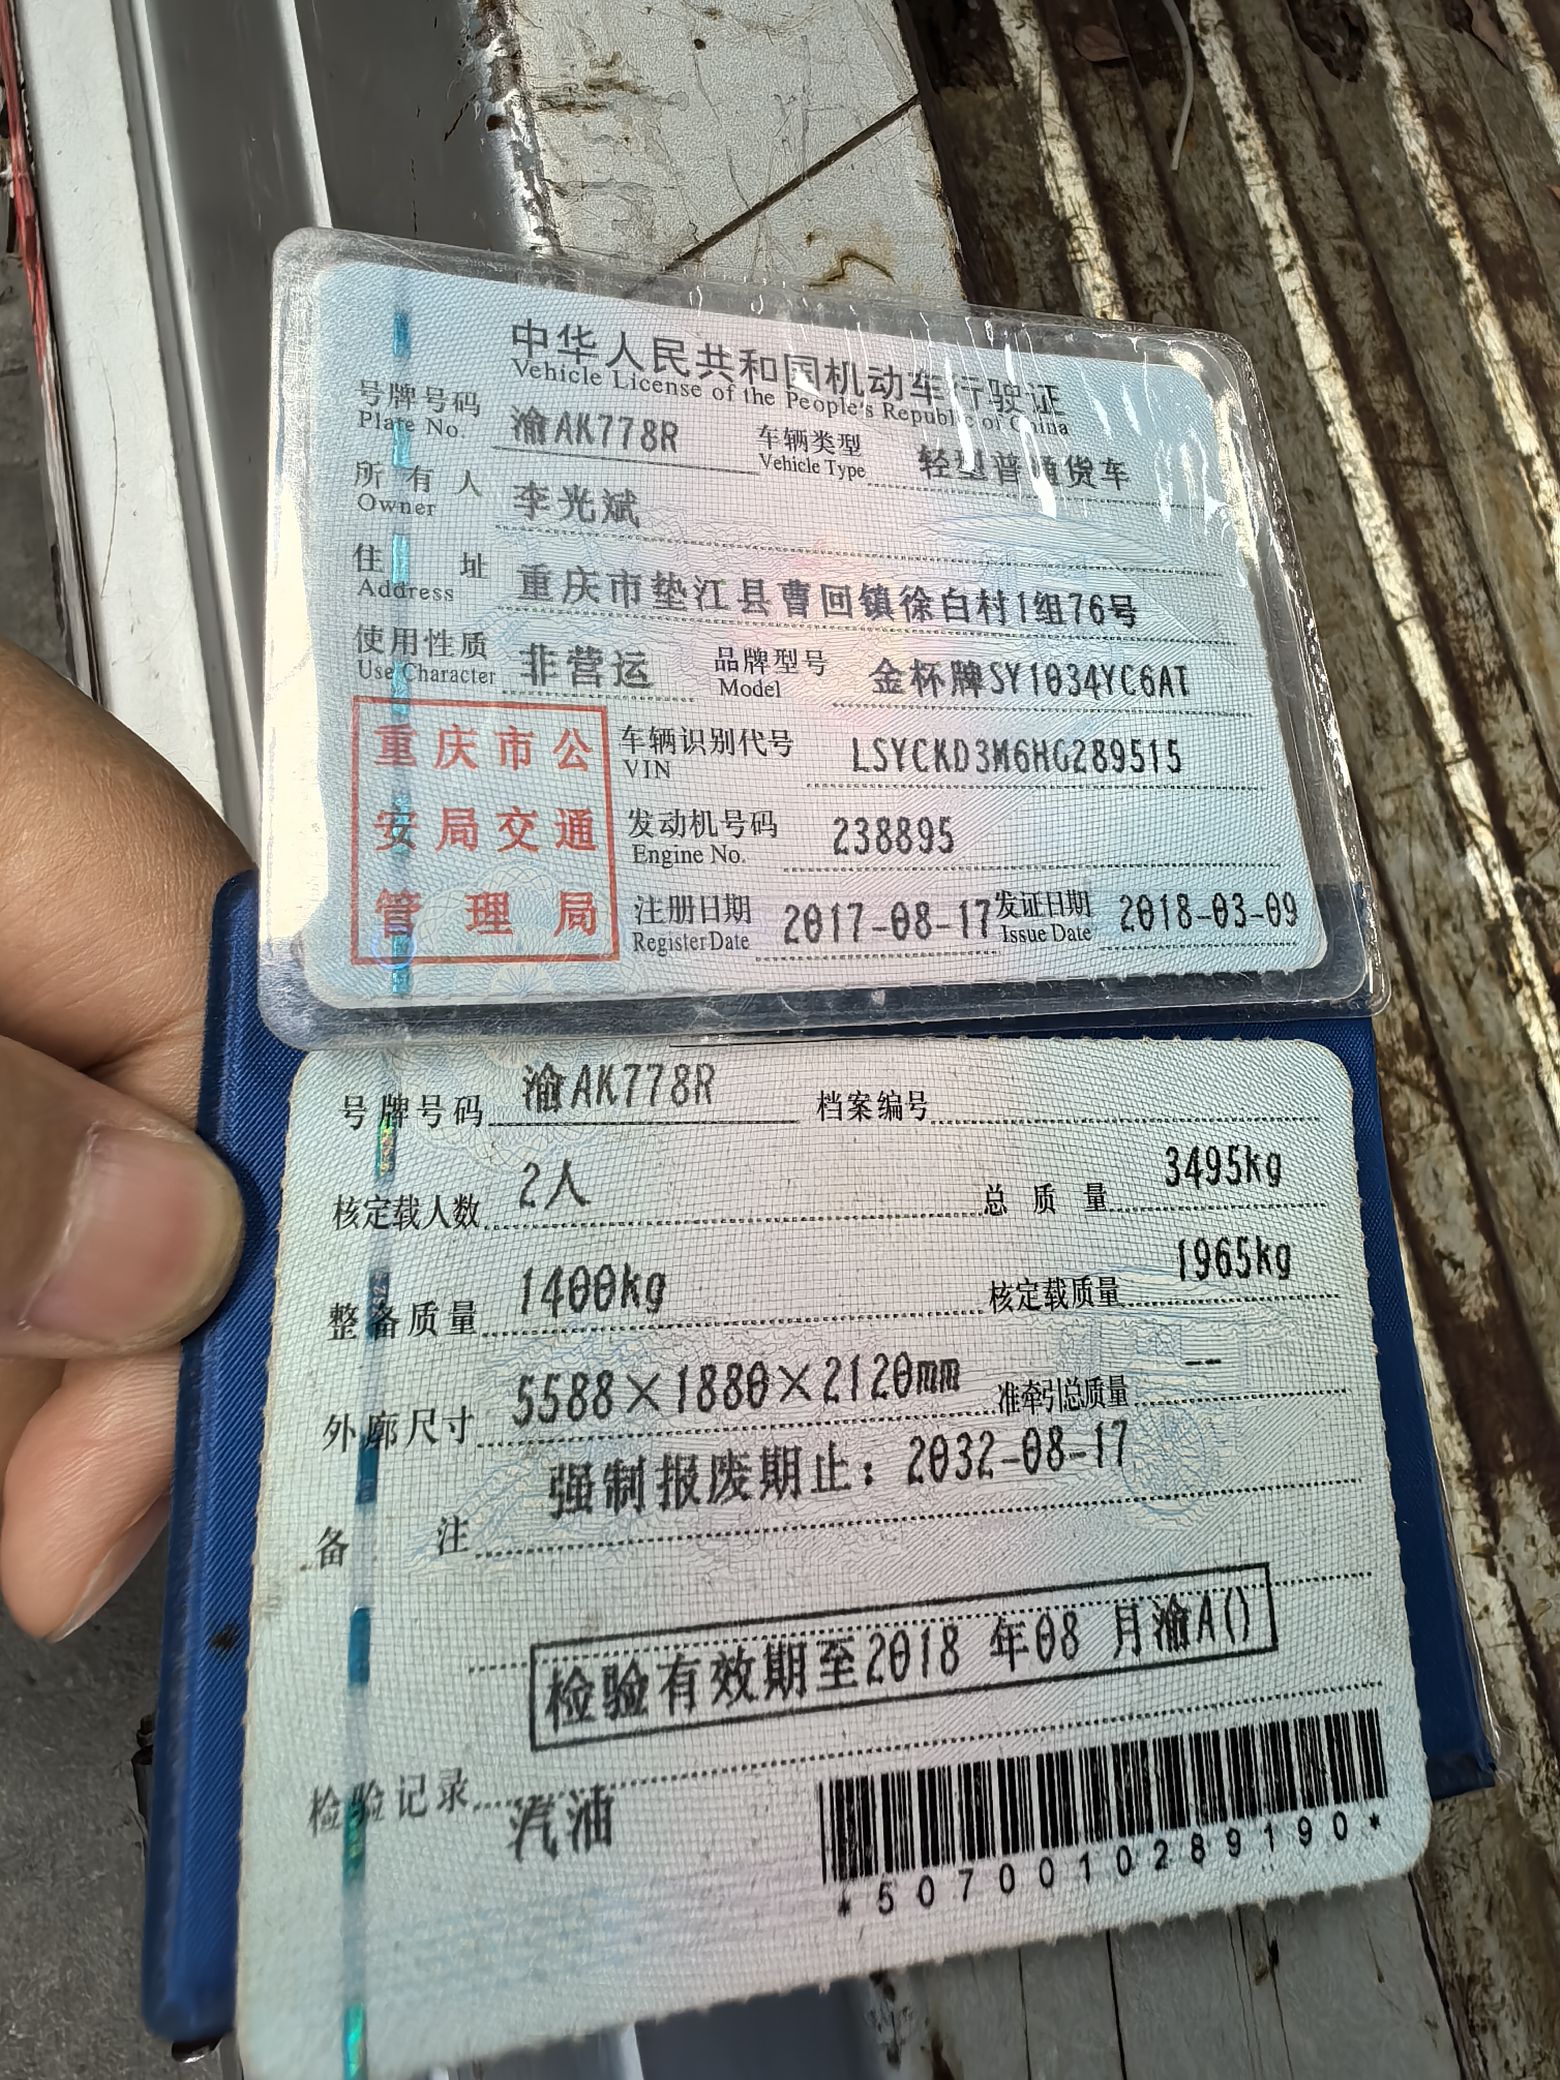 中华人民共和国机动车行驶证
Vehicle License of the People's Republic of China
号牌号码 渝AK778R 车辆类型 轻型普通货车
Plate No. Vehicle Type
所有人 李光斌
Owner
住址 重庆市垫江县曹回镇徐白村1组76号
Address
使用性质 非营运 品牌型号 金杯牌SY1034YC6AT
Use Character Model
重庆市公
安局交通
管理局
车辆识别代号 LSYCKD3M6HG289515
VIN
发动机号码 238895
Engine No.
注册日期 2017-08-17 发证日期 2018-03-09
Register Date Issue Date
号牌号码 渝AK778R 档案编号
核定载人数 2人 总质量 3495kg
整备质量 1400kg 核定载质量 1965kg
外廓尺寸 5588×1880×2120mm 准牵引总质量 --
备注 强制报废期止：2032-08-17
检验有效期至2018 年08 月渝A()
检验记录 汽油
*5070010289190*